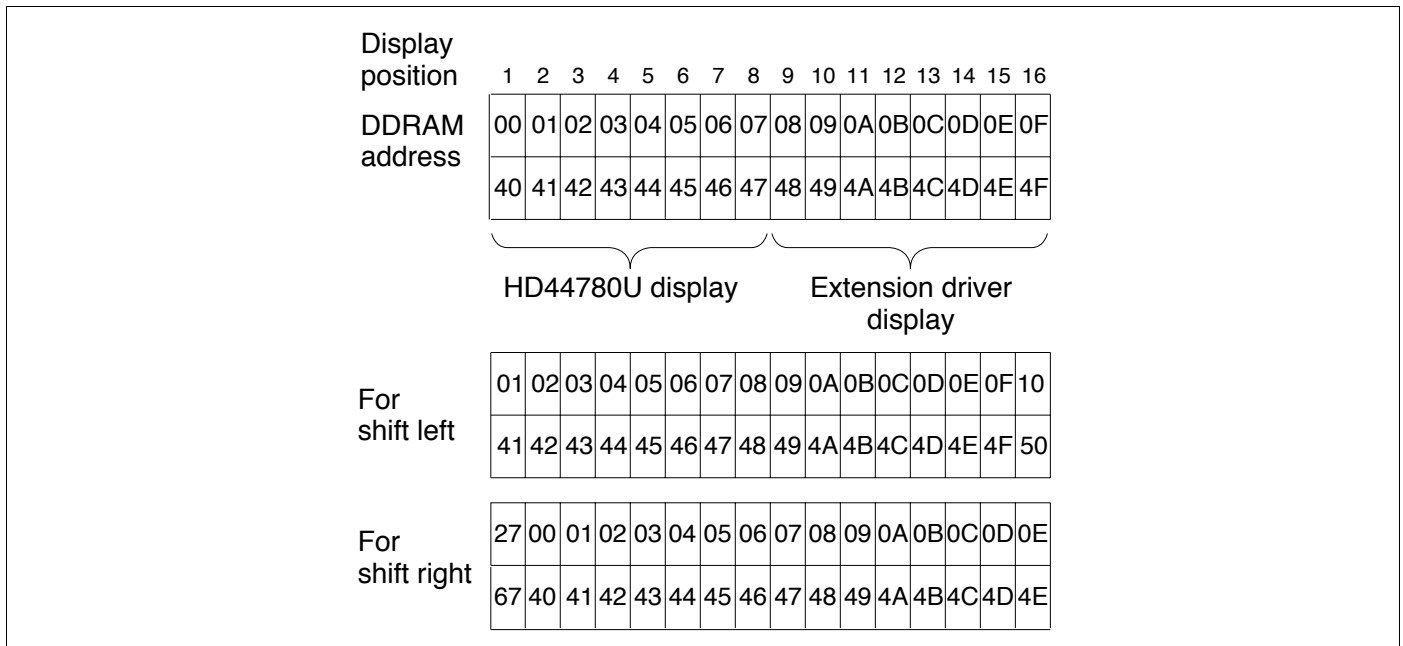 Display
position 1 2 3 4 5 6 7 8 9 10 11 12 13 14 15 16
DDRAM
address
00 01 02 03 04 05 06 07 08 09 0A 0B 0C 0D 0E 0F
40 41 42 43 44 45 46 47 48 49 4A 4B 4C 4D 4E 4F
HD44780U display
Extension driver
display
For
shift left
01 02 03 04 05 06 07 08 09 0A 0B 0C 0D 0E 0F 10
41 42 43 44 45 46 47 48 49 4A 4B 4C 4D 4E 4F 50
For
shift right
27 00 01 02 03 04 05 06 07 08 09 0A 0B 0C 0D 0E
67 40 41 42 43 44 45 46 47 48 49 4A 4B 4C 4D 4E